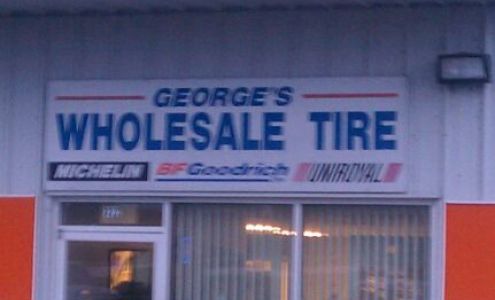 GEORGE'S
WHOLESALE TIRE
MICHELIN BFGoodrich UNIROYAL